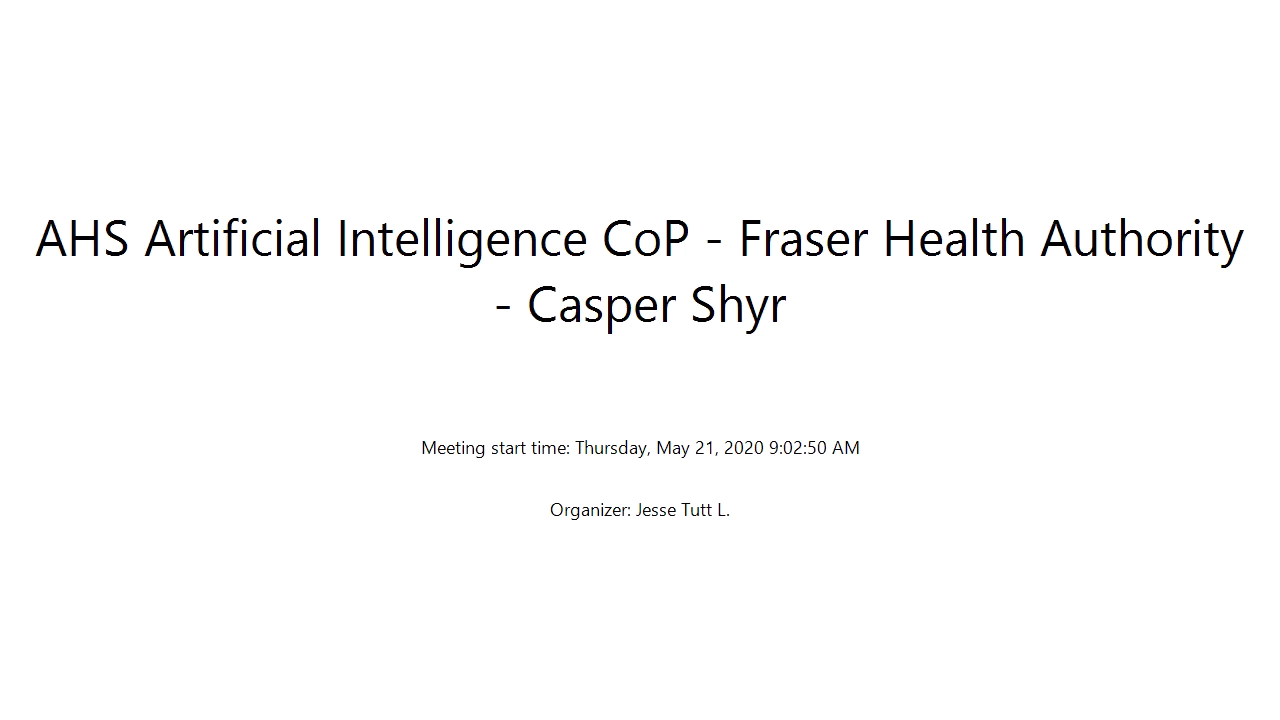 AHS Artificial Intelligence CoP - Fraser Health Authority
- Casper Shyr
Meeting start time: Thursday, May 21, 2020 9:02:50 AM
Organizer: Jesse Tutt L.